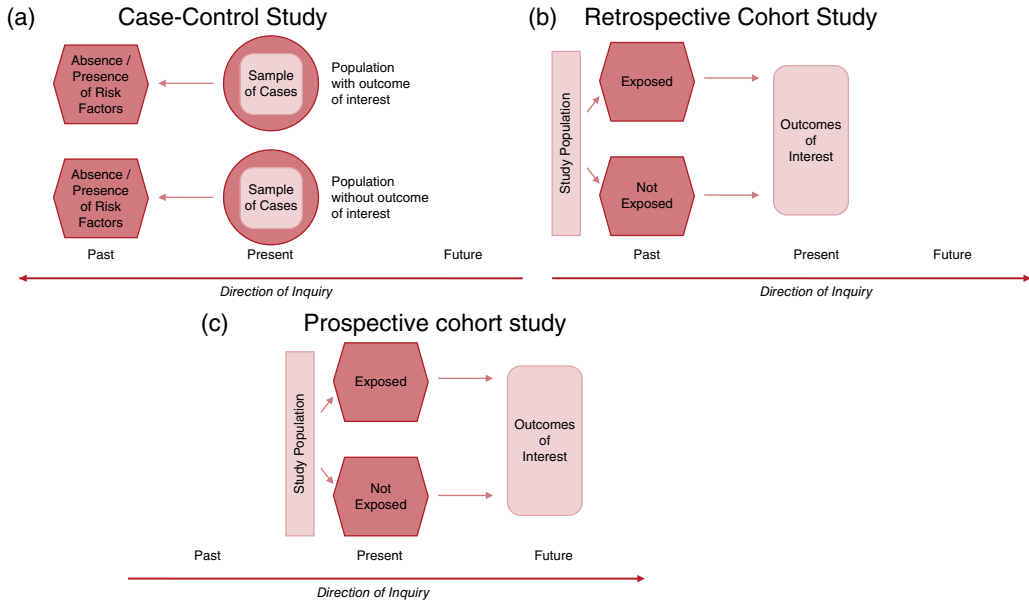 (a)
Case-Control Study
Absence /
Presence
of Risk
Factors
Sample
of Cases
Population
with outcome
of interest
Absence /
Presence
of Risk
Factors
Sample
of Cases
Population
without outcome
of interest
Past
Present
Future
Direction of Inquiry
(b)
Retrospective Cohort Study
Study Population
Exposed
Not
Exposed
Outcomes
of
Interest
Past
Present
Future
Direction of Inquiry
(c)
Prospective cohort study
Study Population
Exposed
Not
Exposed
Outcomes
of
Interest
Past
Present
Future
Direction of Inquiry